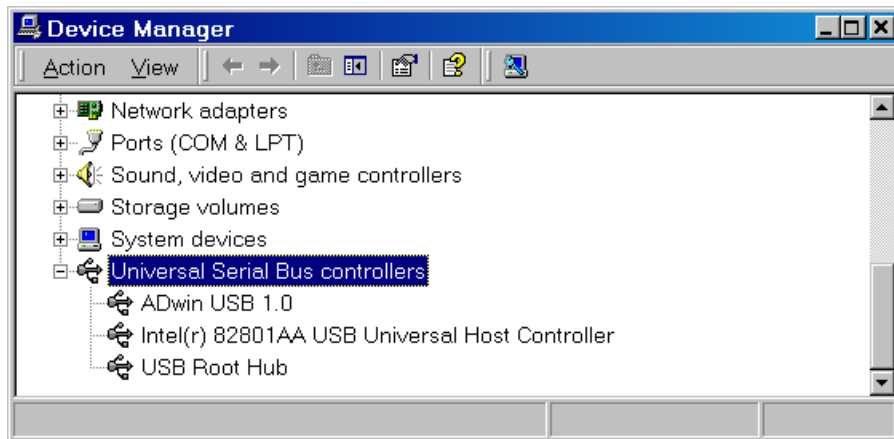 Device Manager
Action View
Network adapters
Ports (COM & LPT)
Sound, video and game controllers
Storage volumes
System devices
Universal Serial Bus controllers
ADwin USB 1.0
Intel(r) 82801AA USB Universal Host Controller
USB Root Hub